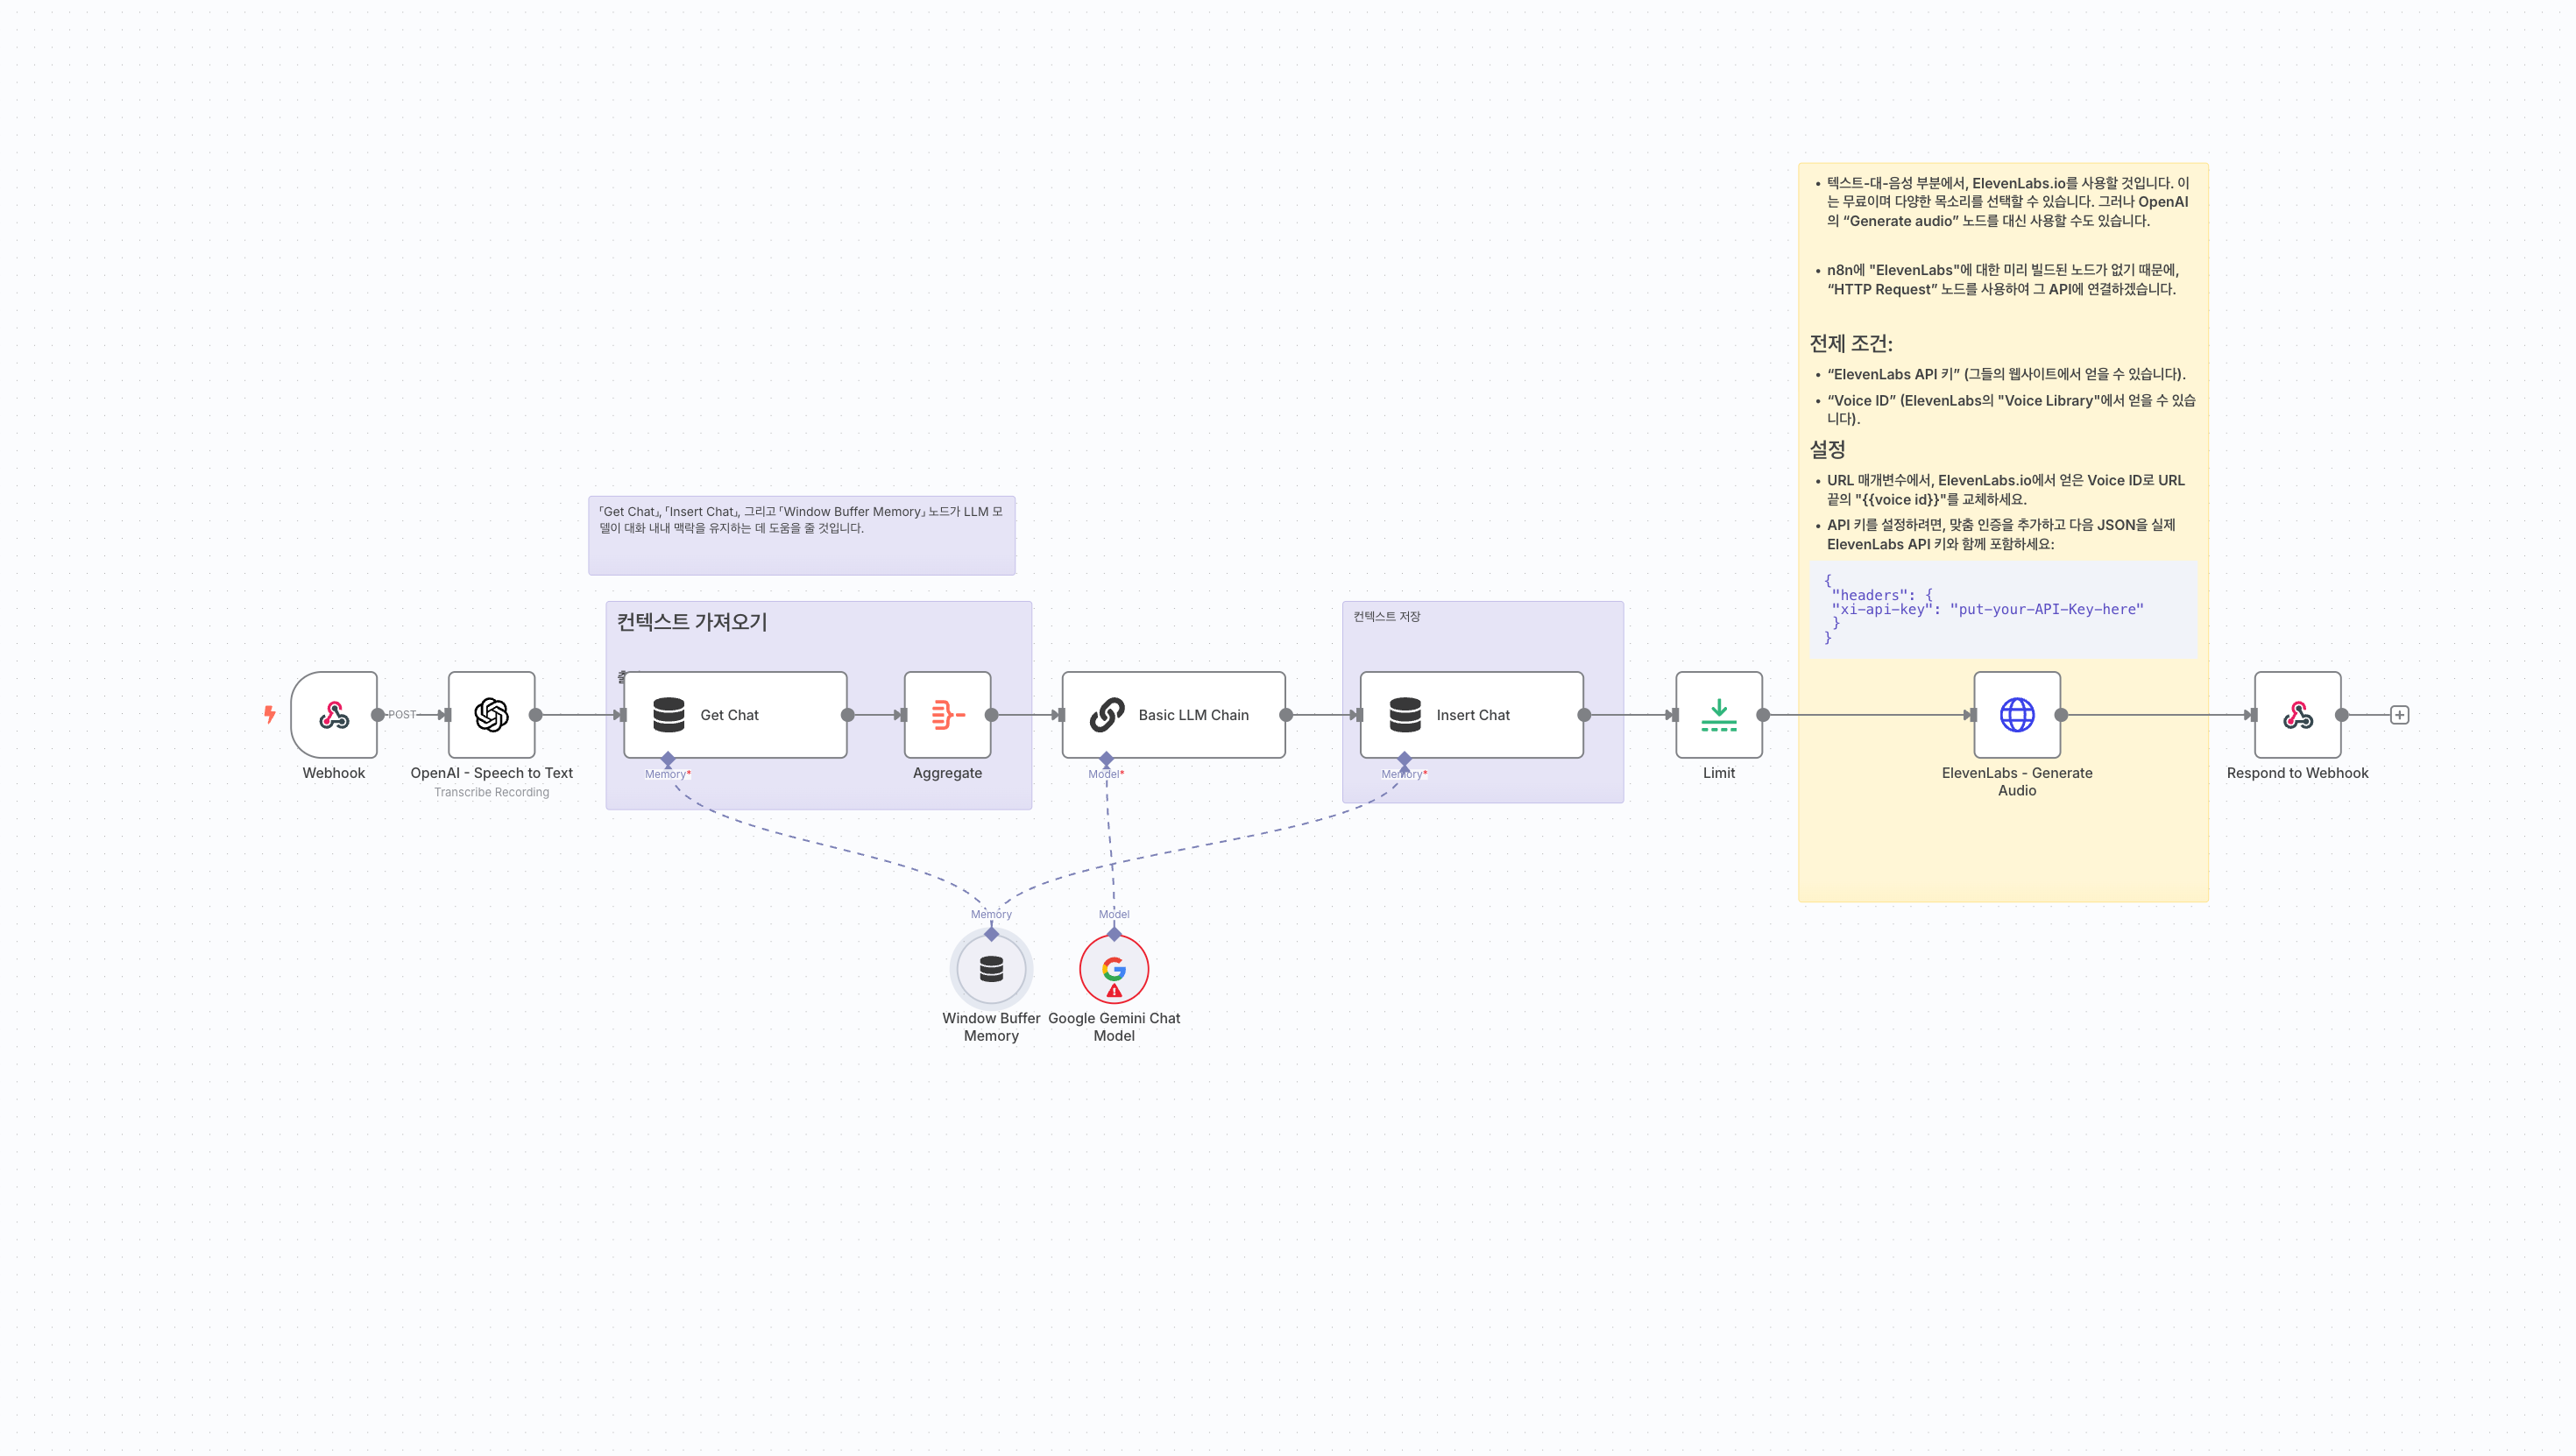 • 텍스트-대-음성 부분에서, ElevenLabs.io를 사용할 것입니다. 이
는 무료이며 다양한 목소리를 선택할 수 있습니다. 그러나 OpenAI
의 “Generate audio” 노드를 대신 사용할 수도 있습니다.
• n8n에 "ElevenLabs"에 대한 미리 빌드된 노드가 없기 때문에,
“HTTP Request” 노드를 사용하여 그 API에 연결하겠습니다.
전제 조건:
• “ElevenLabs API 키” (그들의 웹사이트에서 얻을 수 있습니다).
• “Voice ID” (ElevenLabs의 "Voice Library"에서 얻을 수 있습
니다).
설정
• URL 매개변수에서, ElevenLabs.io에서 얻은 Voice ID로 URL
끝의 "{{voice id}}"를 교체하세요.
• API 키를 설정하려면, 맞춤 인증을 추가하고 다음 JSON을 실제
ElevenLabs API 키와 함께 포함하세요:
{
"headers": {
"xi-api-key": "put-your-API-Key-here"
}
}
「Get Chat」, 「Insert Chat」, 그리고 「Window Buffer Memory」 노드가 LLM 모
델이 대화 내내 맥락을 유지하는 데 도움을 줄 것입니다.
컨텍스트 가져오기
컨텍스트 저장
POST
Get Chat
Basic LLM Chain
Insert Chat
Webhook
OpenAI - Speech to Text
Transcribe Recording
Memory*
Aggregate
Model*
Memory*
Limit
ElevenLabs - Generate
Audio
Respond to Webhook
Memory
Model
Window Buffer
Memory
Google Gemini Chat
Model